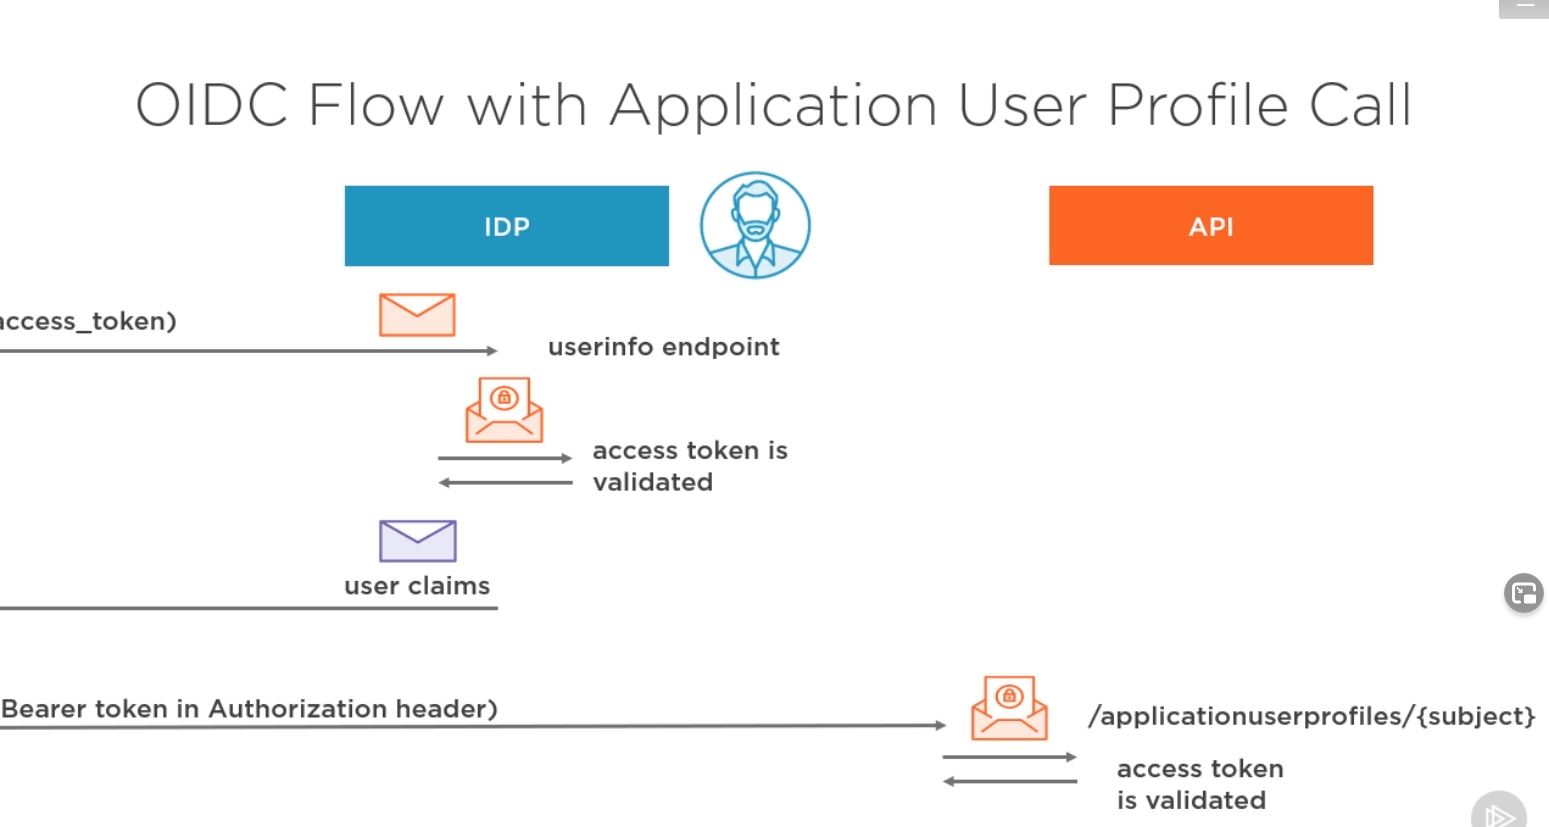 OIDC Flow with Application User Profile Call
IDP
API
access_token)
userinfo endpoint
access token is
validated
user claims
Bearer token in Authorization header)
/applicationuserprofiles/{subject}
access token
is validated